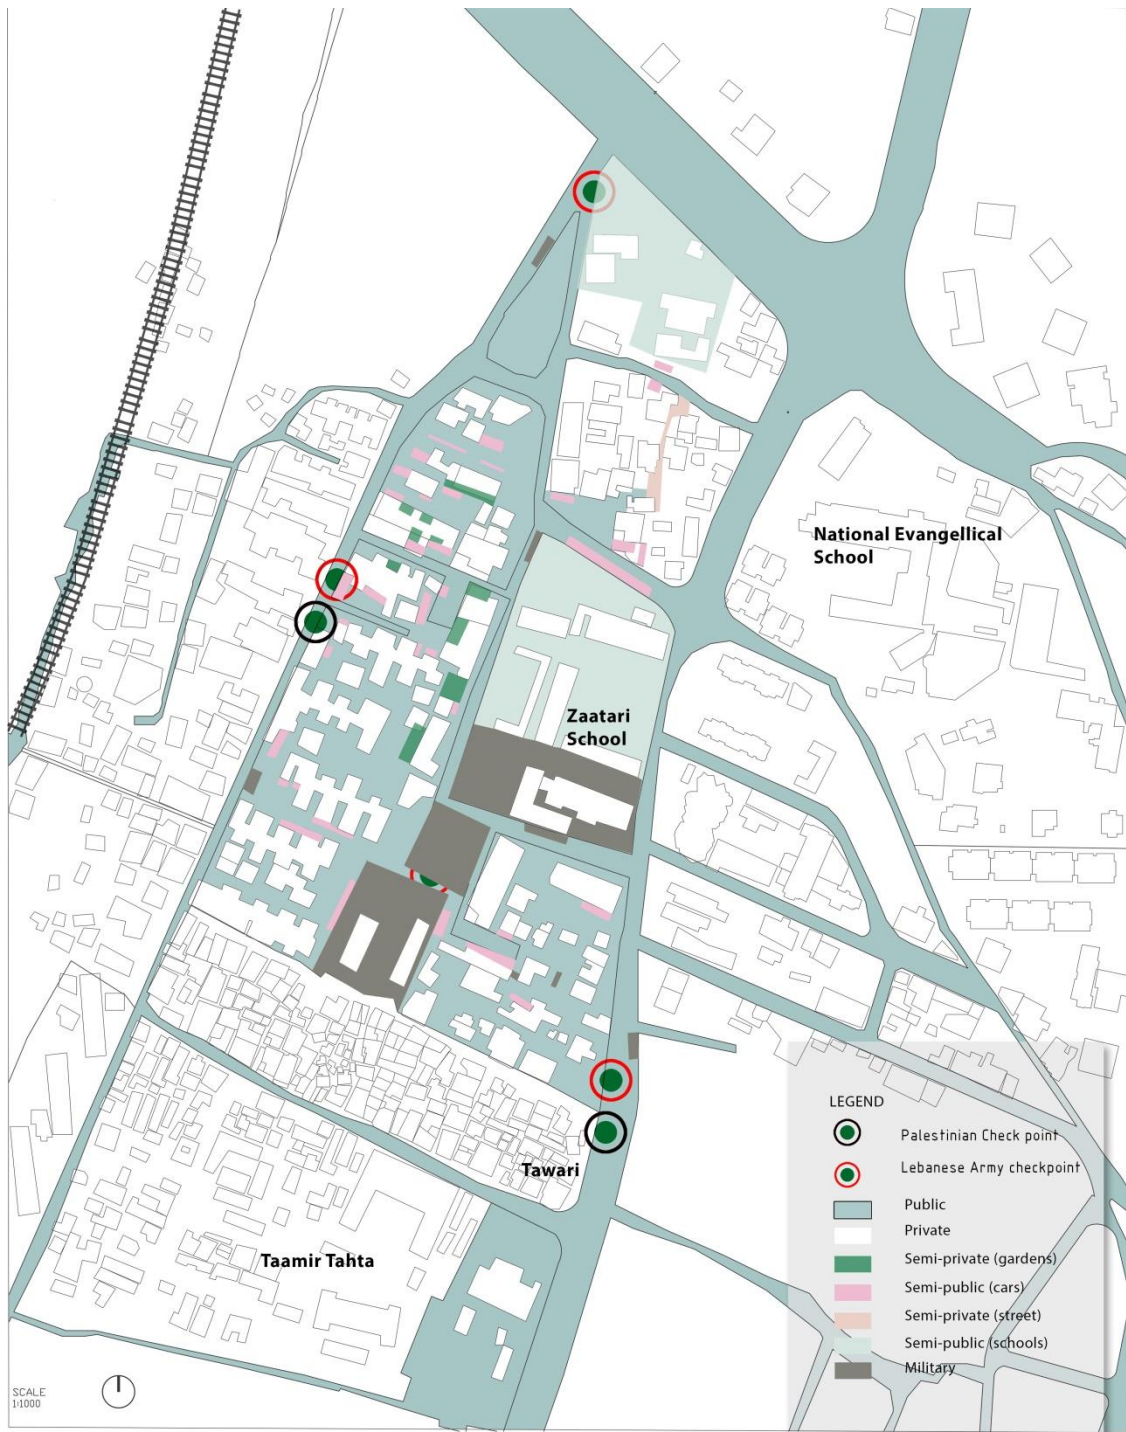 National Evangellical
School
Zaatari
School
Tawari
Taamir Tahta
LEGEND
Palestinian Check point
Lebanese Army checkpoint
Public
Private
Semi-private (gardens)
Semi-public (cars)
Semi-private (street)
Semi-public (schools)
Military
SCALE
1:1000